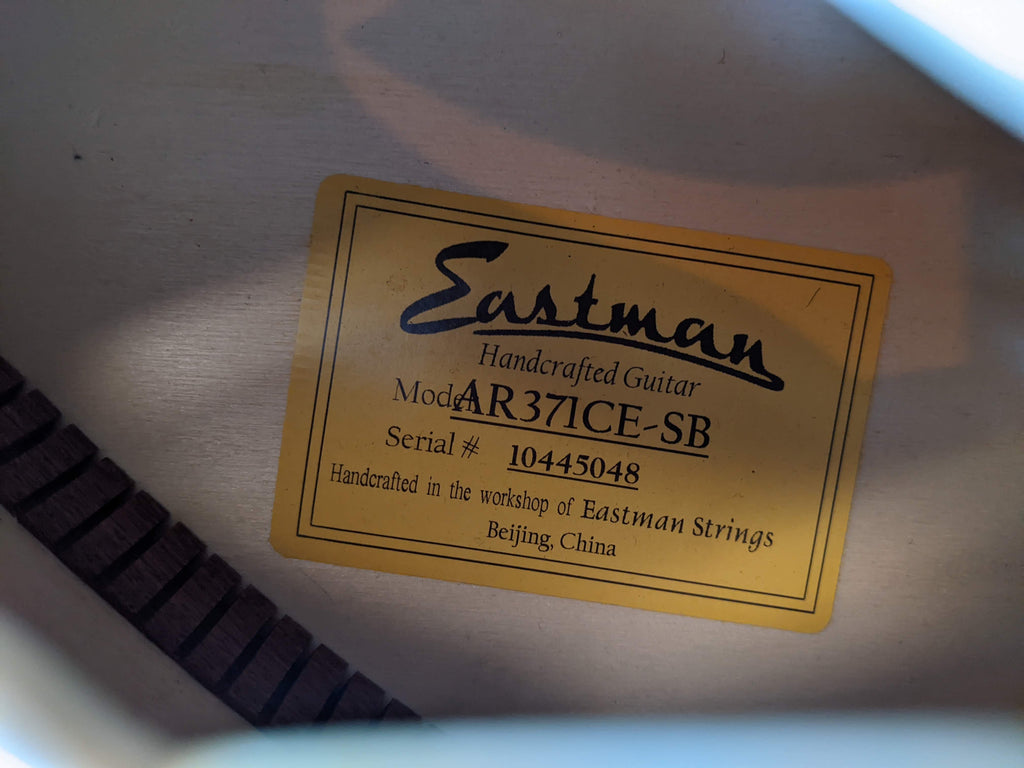 Eastman
Handcrafted Guitar
Model AR371CE-SB
Serial # 10445048
Handcrafted in the workshop of Eastman Strings
Beijing, China